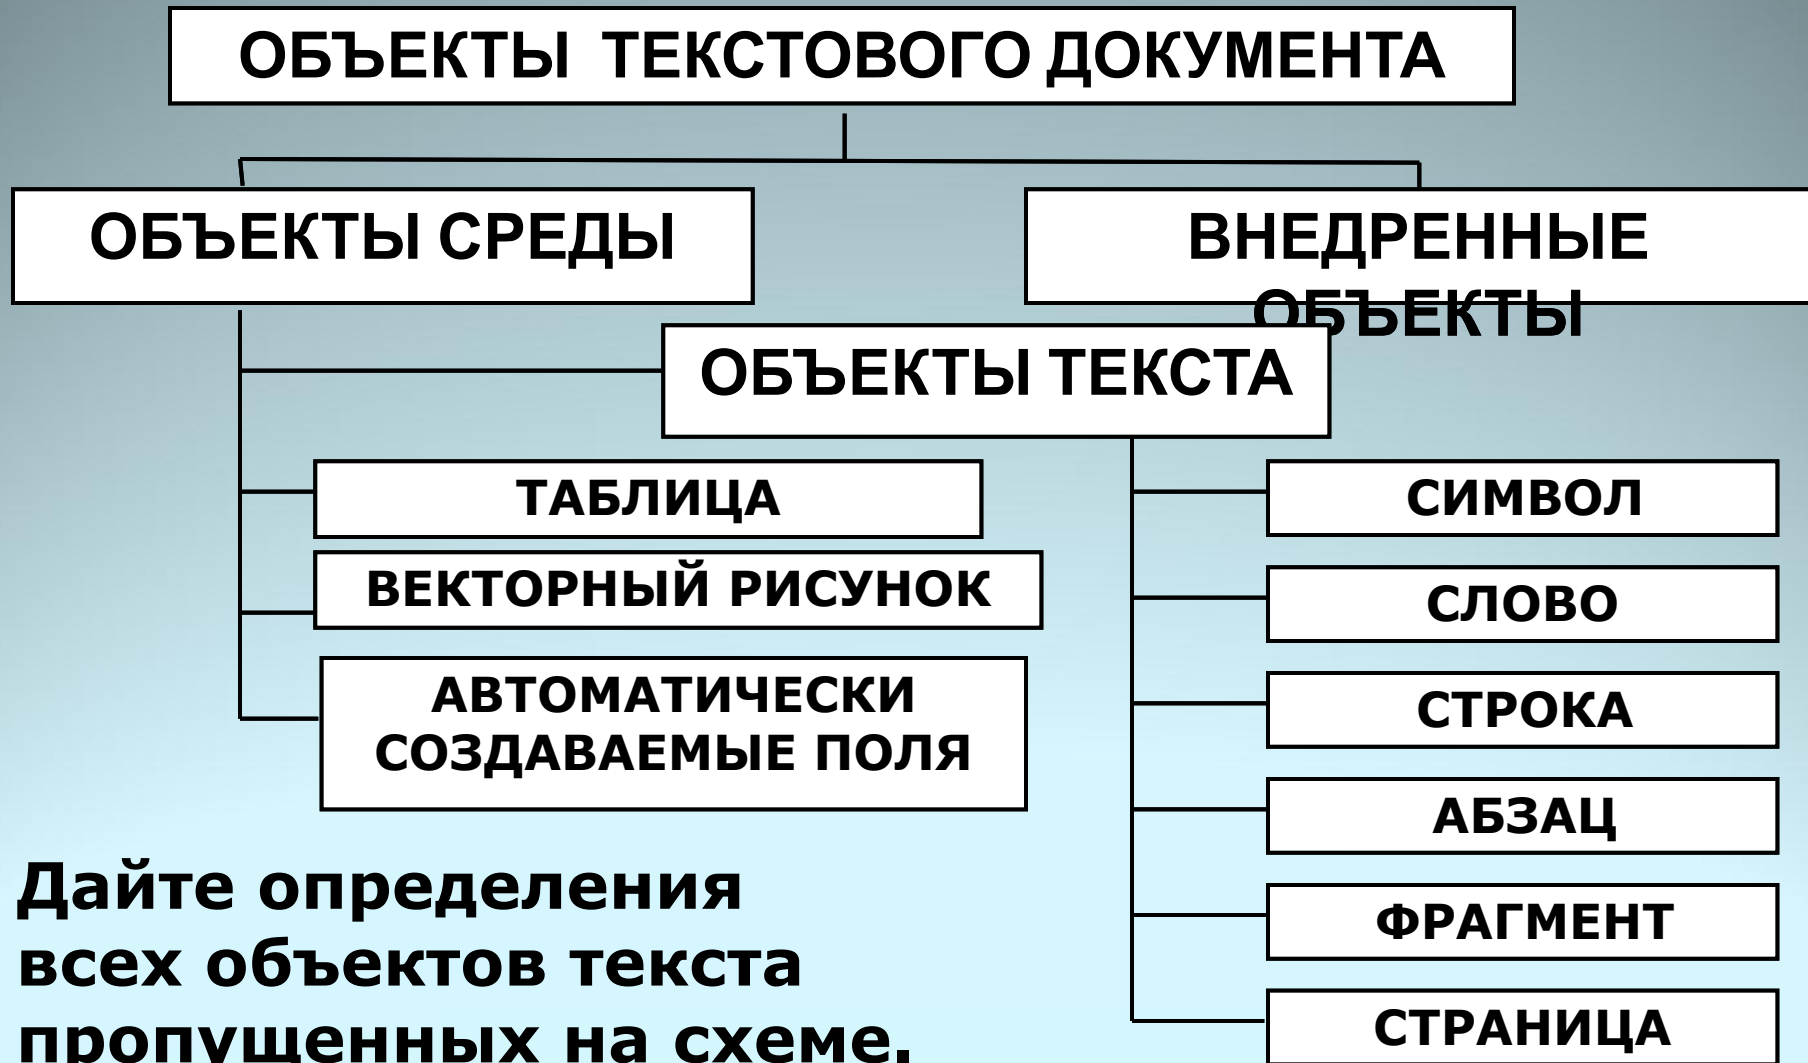 ОБЪЕКТЫ ТЕКСТОВОГО ДОКУМЕНТА
ОБЪЕКТЫ СРЕДЫ
ВНЕДРЕННЫЕ
ОБЪЕКТЫ
ОБЪЕКТЫ ТЕКСТА
ТАБЛИЦА
ВЕКТОРНЫЙ РИСУНОК
АВТОМАТИЧЕСКИ
СОЗДАВАЕМЫЕ ПОЛЯ
СИМВОЛ
СЛОВО
СТРОКА
АБЗАЦ
ФРАГМЕНТ
СТРАНИЦА
Дайте определения
всех объектов текста
пропущенных на схеме.